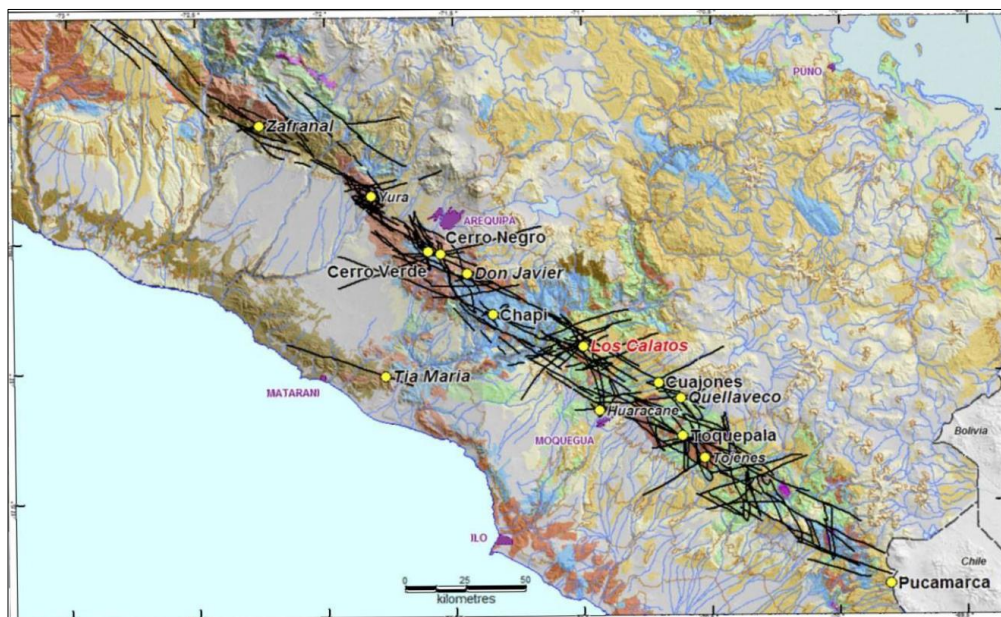 PUNO
Zafranal
Yura
AREQUIPA
Cerro Negro
Cerro Verde
Don Javier
Chapi
Los Calatos
Tia Maria
MATARANI
Cuajones
Quellaveco
Huaracane
MOQUEGUA
Toquepala
Tojenes
Bolivia
ILO
Chile
Pucamarca
0 25 50
kilometres